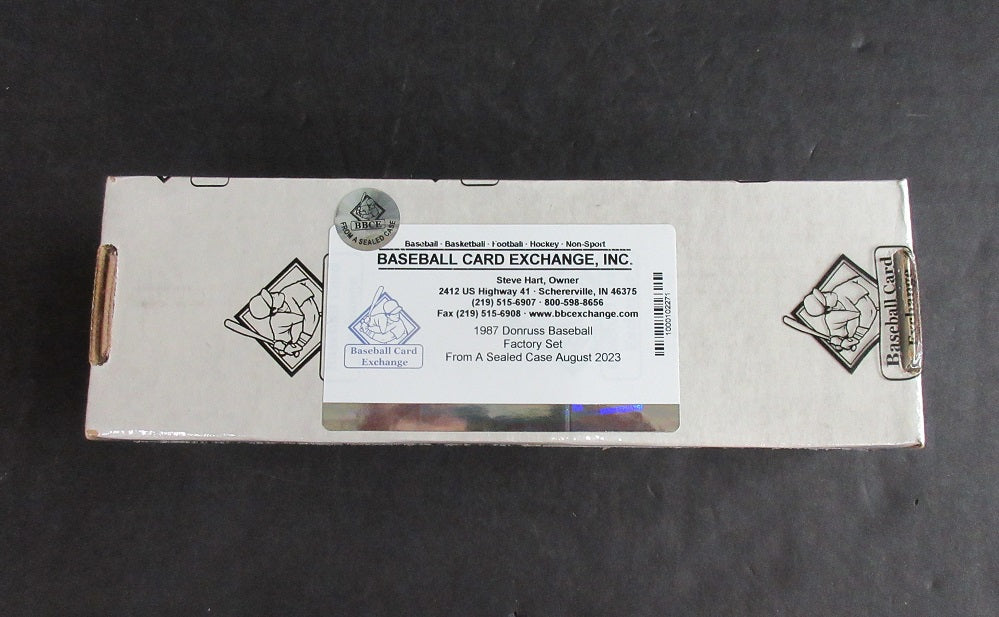 BBCE
FROM A SEALED CASE
Baseball · Basketball · Football · Hockey · Non-Sport
BASEBALL CARD EXCHANGE, INC.
Steve Hart, Owner
2412 US Highway 41 · Schererville, IN 46375
(219) 515-6907 · 800-598-8656
Fax (219) 515-6908 · www.bbcexchange.com
1987 Donruss Baseball
Factory Set
From A Sealed Case August 2023
Baseball Card
Exchange
1000102271
Baseball Card
Exchange